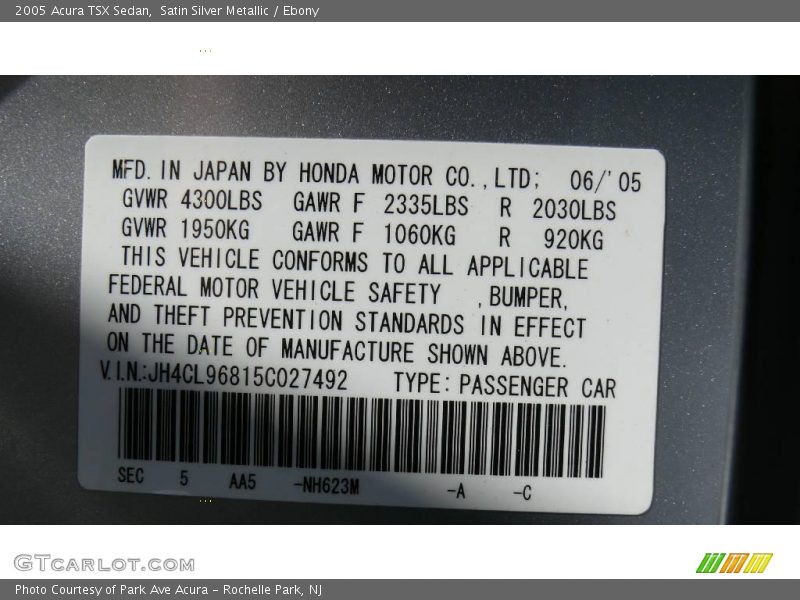 2005 Acura TSX Sedan,  Satin Silver Metallic / Ebony
MFD. IN JAPAN BY HONDA MOTOR CO., LTD; 06/'05
GVWR 4300LBS GAWR F 2335LBS R 2030LBS
GVWR 1950KG GAWR F 1060KG R 920KG
THIS VEHICLE CONFORMS TO ALL APPLICABLE
FEDERAL MOTOR VEHICLE SAFETY , BUMPER,
AND THEFT PREVENTION STANDARDS IN EFFECT
ON THE DATE OF MANUFACTURE SHOWN ABOVE.
V.I.N.:JH4CL96815C027492 TYPE: PASSENGER CAR
SEC 5 AA5 -NH623M -A -C
GTCARLOT.COM
Photo Courtesy of Park Ave Acura - Rochelle Park, NJ